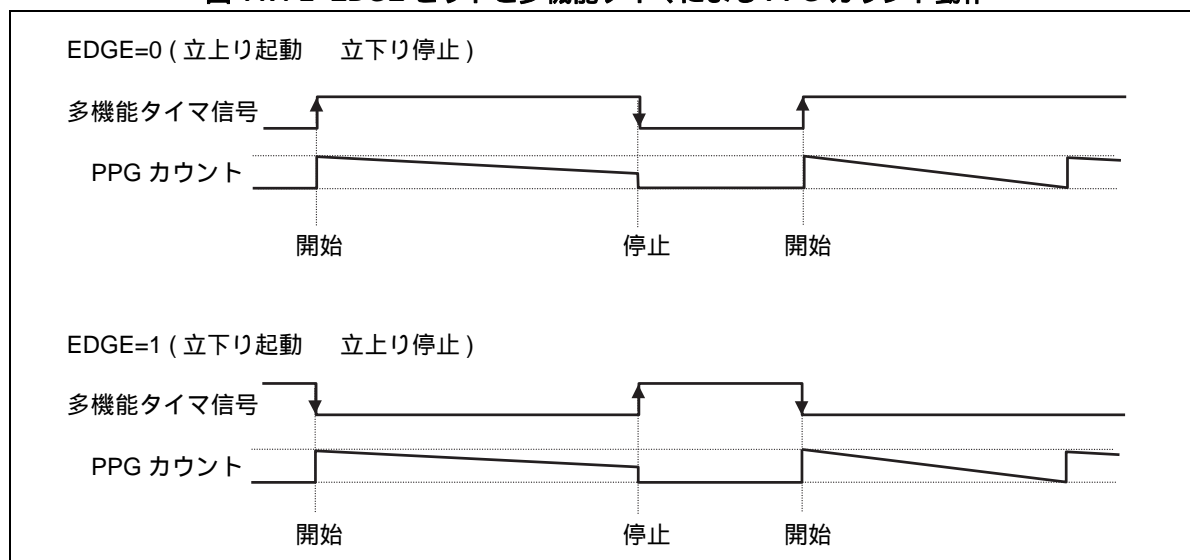 EDGE=0 ( 立上り起動 立下り停止 )
多機能タイマ信号
PPG カウント
開始 停止 開始
EDGE=1 ( 立下り起動 立上り停止 )
多機能タイマ信号
PPG カウント
開始 停止 開始